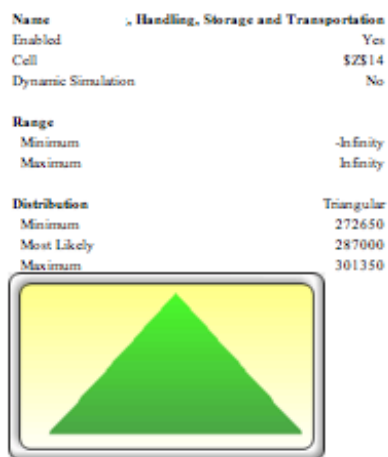 Name ;, Handling, Storage and Transportation
Enabled Yes
Cell $Z$14
Dynamic Simulation No
Range
Minimum -Infinity
Maximum Infinity
Distribution Triangular
Minimum 272650
Most Likely 287000
Maximum 301350